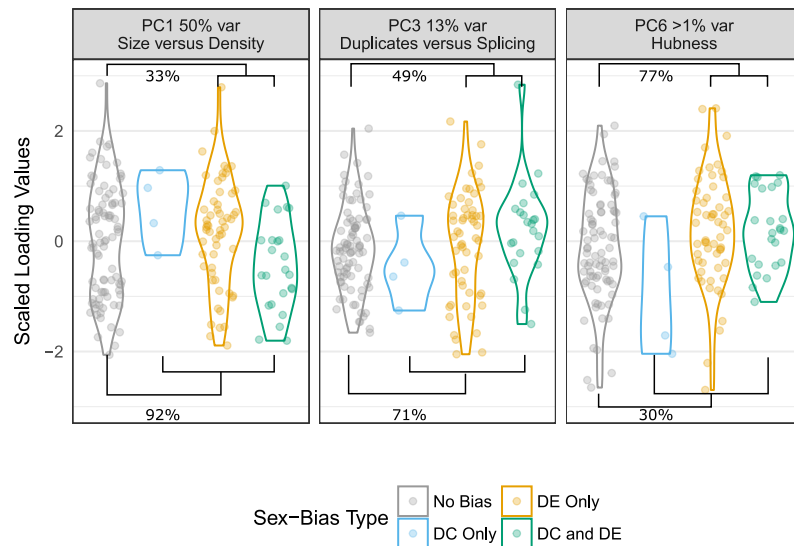 PC1 50% var
Size versus Density
PC3 13% var
Duplicates versus Splicing
PC6 >1% var
Hubness
33%
49%
77%
2
0
−2
Scaled Loading Values
92%
71%
30%
Sex−Bias Type
No Bias
DE Only
DC Only
DC and DE